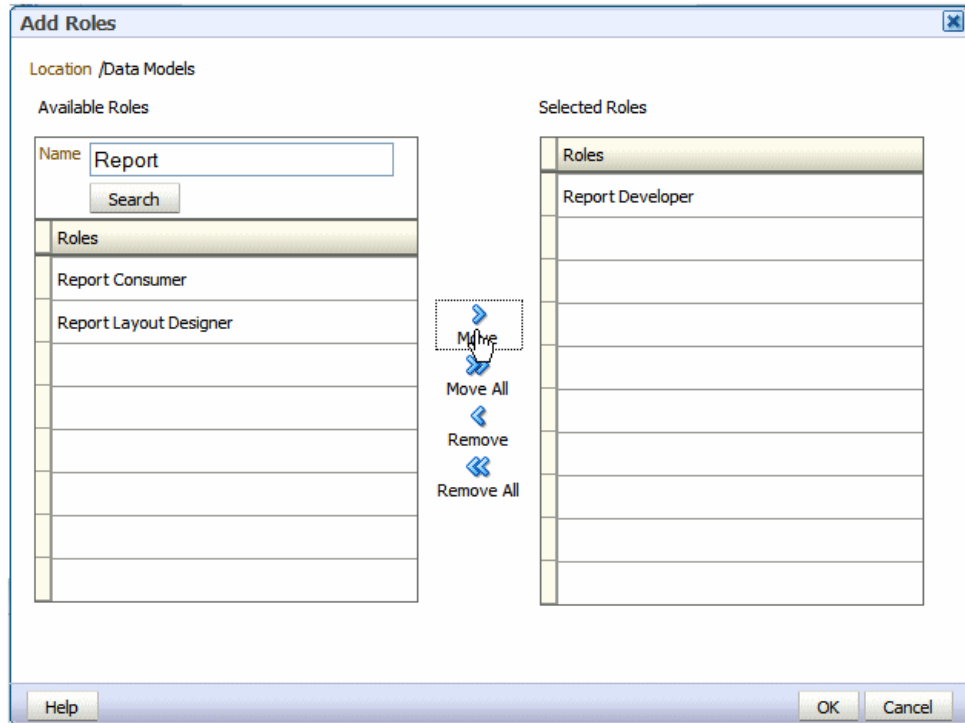 Add Roles
Location /Data Models
Available Roles
Selected Roles
Name Report
Search
Roles
Report Consumer
Report Layout Designer
Move
Move All
Remove
Remove All
Roles
Report Developer
Help
OK
Cancel